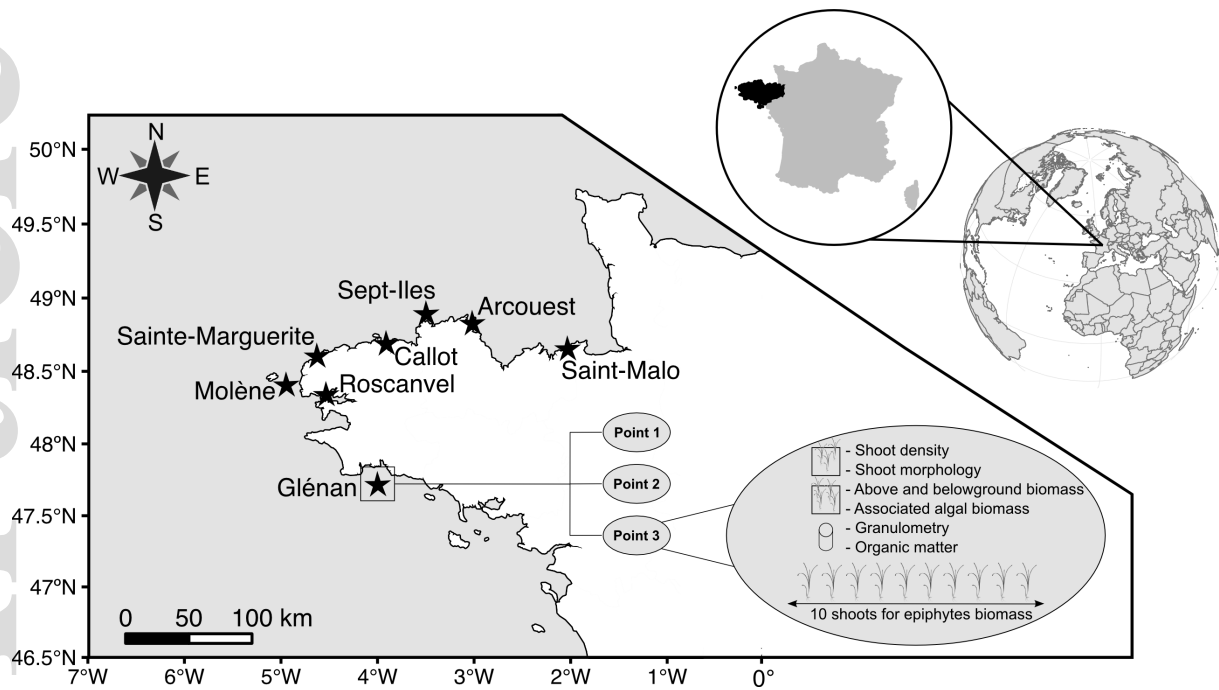 N
W E
S
50°N
49.5°N
49°N
48.5°N
48°N
47.5°N
47°N
46.5°N
7°W
6°W
5°W
4°W
3°W
2°W
1°W
0°
Sept-Iles
Arcouest
Sainte-Marguerite
Callot
Saint-Malo
Molène
Roscanvel
Glénan
Point 1
Point 2
Point 3
- Shoot density
- Shoot morphology
- Above and belowground biomass
- Associated algal biomass
- Granulometry
- Organic matter
10 shoots for epiphytes biomass
0 50 100 km